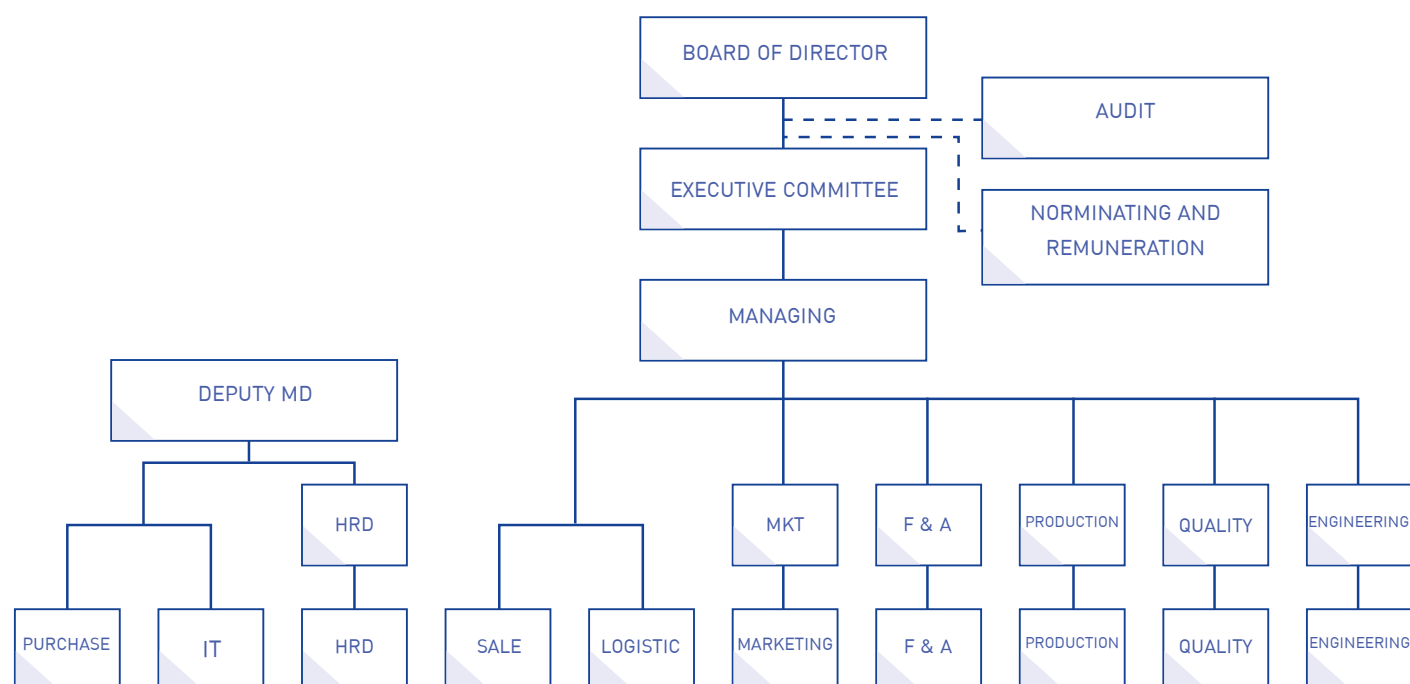 BOARD OF DIRECTOR
AUDIT
EXECUTIVE COMMITTEE
NORMINATING AND
REMUNERATION
MANAGING
DEPUTY MD
HRD
MKT
F & A
PRODUCTION
QUALITY
ENGINEERING
PURCHASE
IT
HRD
SALE
LOGISTIC
MARKETING
F & A
PRODUCTION
QUALITY
ENGINEERING